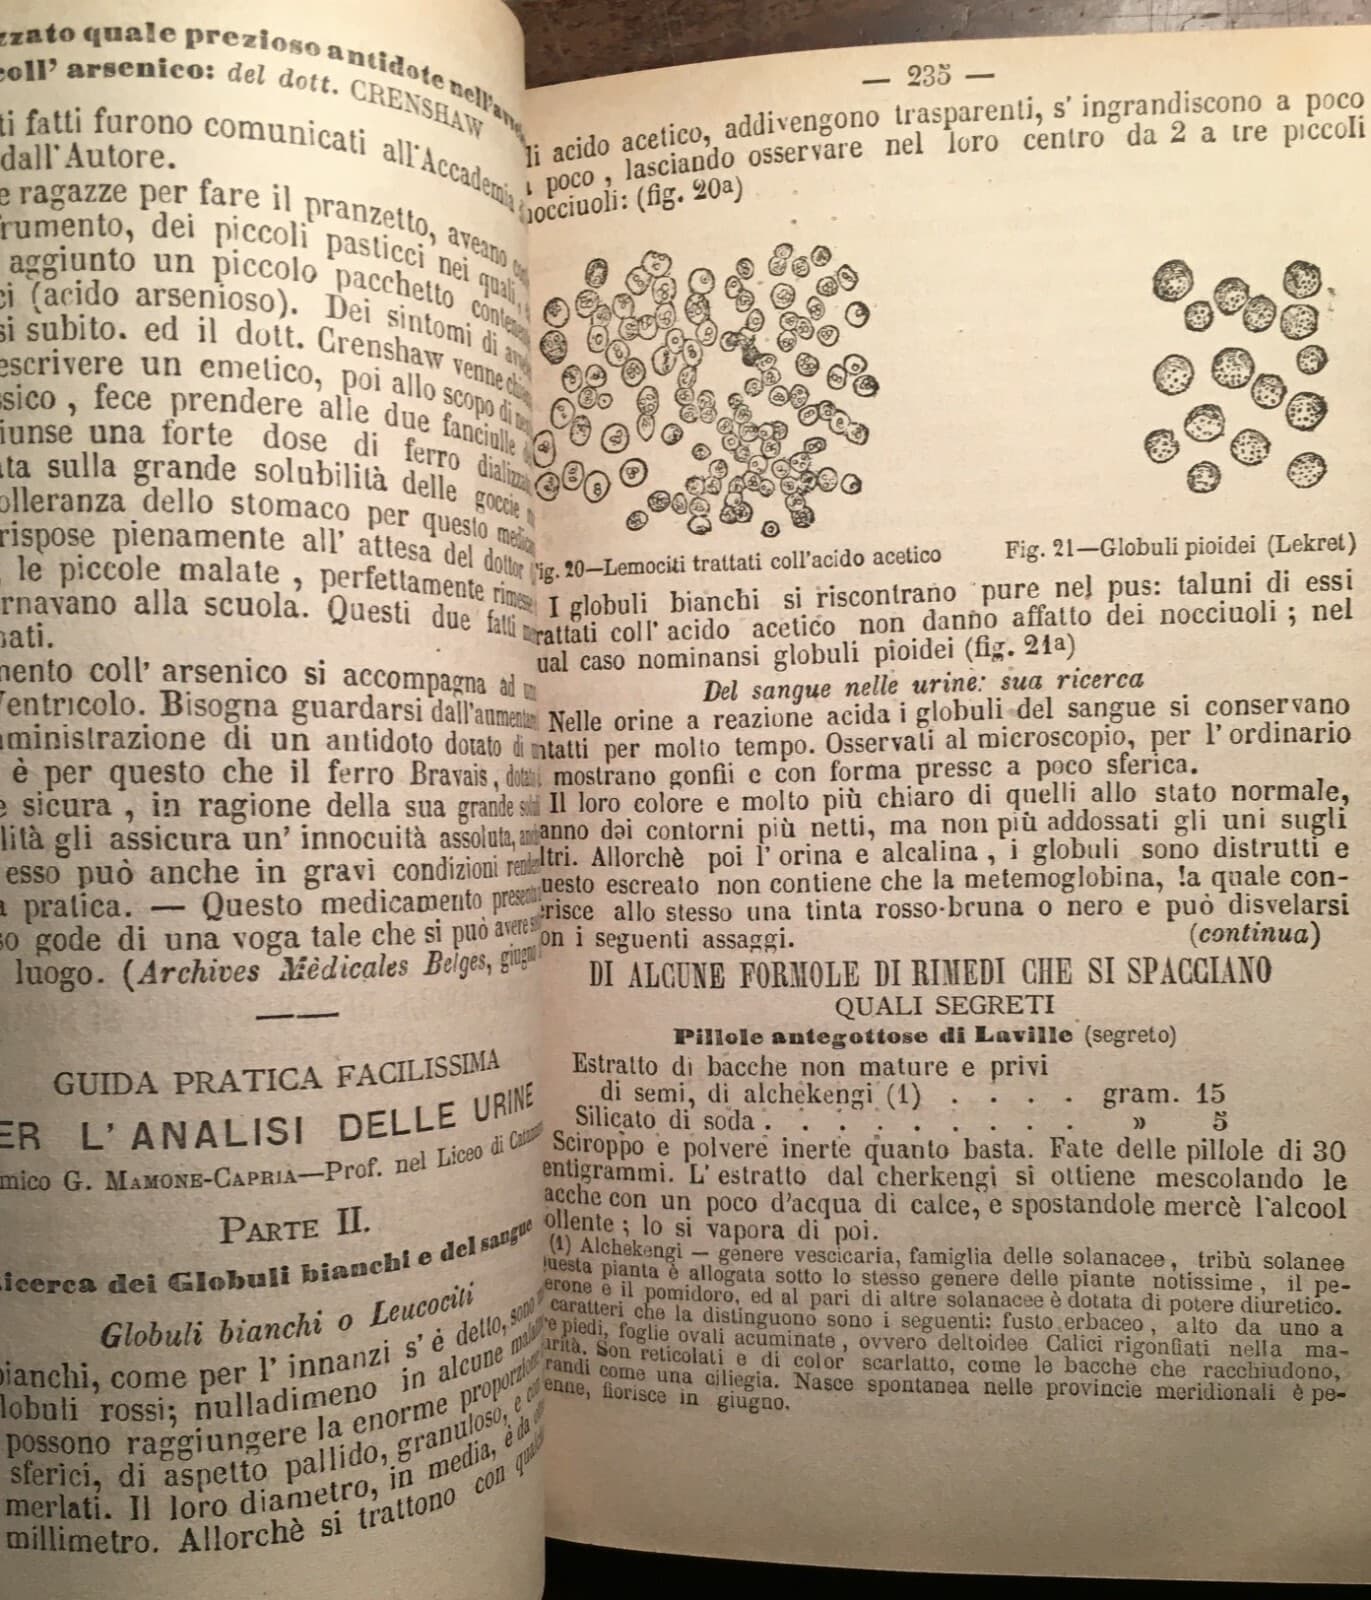 zzato quale prezioso antidote nell'
coll' arsenico: del dott. CRENSHAW
ti fatti furono comunicati all'Accademia
dall'Autore.
e ragazze per fare il pranzetto, aveano
rumento, dei piccoli pasticci nei quali,
aggiunto un piccolo pacchetto
ci (acido arsenioso). Dei sintomi di
si subito. ed il dott. Crenshaw venne
escrivere un emetico, poi allo scopo di
ssico, fece prendere alle due fanciulle
iunse una forte dose di ferro
ata sulla grande solubilità delle goccie
olleranza dello stomaco per questo
rispose pienamente all' attesa del dottor
, le piccole malate, perfettamente rimesse
rnavano alla scuola. Questi due fatti
nati.
mento coll' arsenico si accompagna ad
Ventricolo. Bisogna guardarsi
mministrazione di un antidoto dotato di
è per questo che il ferro Bravais,
e sicura, in ragione della sua grande
lità gli assicura un' innocuità assoluta,
esso può anche in gravi condizioni
a pratica. — Questo medicamento
so gode di una voga tale che si può avere
luogo. (Archives Mèdicales Belges, giugno
GUIDA PRATICA FACILISSIMA
ER L'ANALISI DELLE URINE
mico G. MAMONE-CAPRIA—Prof. nel Liceo di
PARTE II.
icerca dei Globuli bianchi e del sangue
Globuli bianchi o Leucociti
bianchi, come per l' innanzi s' è detto, sono
lobuli rossi; nulladimeno in alcune
possono raggiungere la enorme proporzione
sferici, di aspetto pallido, granuloso, e
merlati. Il loro diametro, in media, è da
millimetro. Allorchè si trattono con
— 235 —
li acido acetico, addivengono trasparenti, s' ingrandiscono a poco
a poco, lasciando osservare nel loro centro da 2 a tre piccoli
nocciuoli: (fig. 20a)
ig. 20—Lemociti trattati coll'acido acetico
Fig. 21—Globuli pioidei (Lekret)
I globuli bianchi si riscontrano pure nel pus: taluni di essi
rattati coll' acido acetico non danno affatto dei nocciuoli; nel
ual caso nominansi globuli pioidei (fig. 21a)
Del sangue nelle urine: sua ricerca
Nelle orine a reazione acida i globuli del sangue si conservano
ntatti per molto tempo. Osservati al microscopio, per l' ordinario
i mostrano gonfii e con forma presse a poco sferica.
Il loro colore e molto più chiaro di quelli allo stato normale,
anno dei contorni più netti, ma non più addossati gli uni sugli
ltri. Allorchè poi l' orina e alcalina, i globuli sono distrutti e
uesto escreato non contiene che la metemoglobina, la quale con-
erisce allo stesso una tinta rosso-bruna o nero e può disvelarsi
on i seguenti assaggi.
(continua)
DI ALCUNE FORMOLE DI RIMEDI CHE SI SPACCIANO
QUALI SEGRETI
Pillole antegottose di Laville (segreto)
Estratto di bacche non mature e privi
di semi, di alchekengi (1) . . . . gram. 15
Silicato di soda . . . . . . . . . » 5
Sciroppo e polvere inerte quanto basta. Fate delle pillole di 30
entigrammi. L' estratto dal cherkengi si ottiene mescolando le
acche con un poco d'acqua di calce, e spostandole mercè l'alcool
ollente; lo si vapora di poi.
(1) Alchekengi — genere vescicaria, famiglia delle solanacee, tribù solanee
uesta pianta è allogata sotto lo stesso genere delle piante notissime, il pe-
erone e il pomidoro, ed al pari di altre solanacee è dotata di potere diuretico.
caratteri che la distinguono sono i seguenti: fusto erbaceo, alto da uno a
re piedi, foglie ovali acuminate, ovvero deltoidee Calici rigonfiati nella ma-
arità. Son reticolati e di color scarlatto, come le bacche che racchiudono,
randi come una ciliegia. Nasce spontanea nelle provincie meridionali è pe-
enne, fiorisce in giugno.